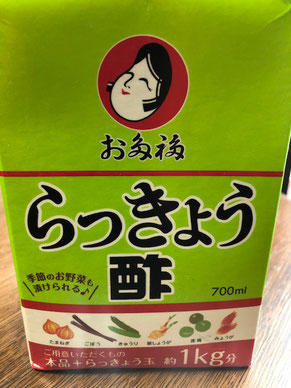 お多福
らっきょう
酢
季節のお野菜も
漬けられる♪
700ml
たまねぎ ごぼう きゅうり 新しょうが 青梅 みょうが
ご用意いただくもの
本品+らっきょう玉 約1kg分